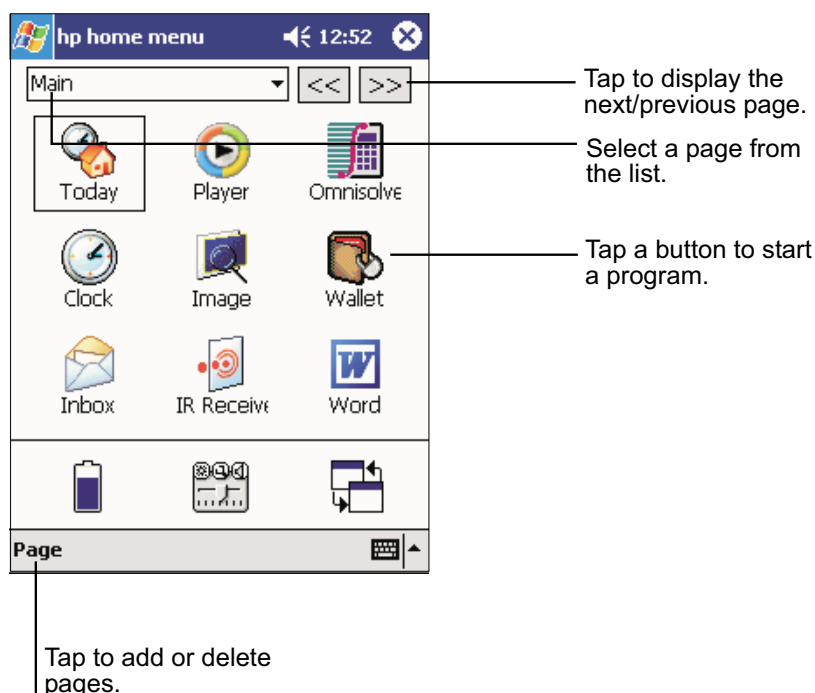 hp home menu 12:52
Main << >>
Tap to display the
next/previous page.
Select a page from
the list.
Today Player Omnisolve
Tap a button to start
a program.
Clock Image Wallet
Inbox IR Receive Word
Page
Tap to add or delete
pages.